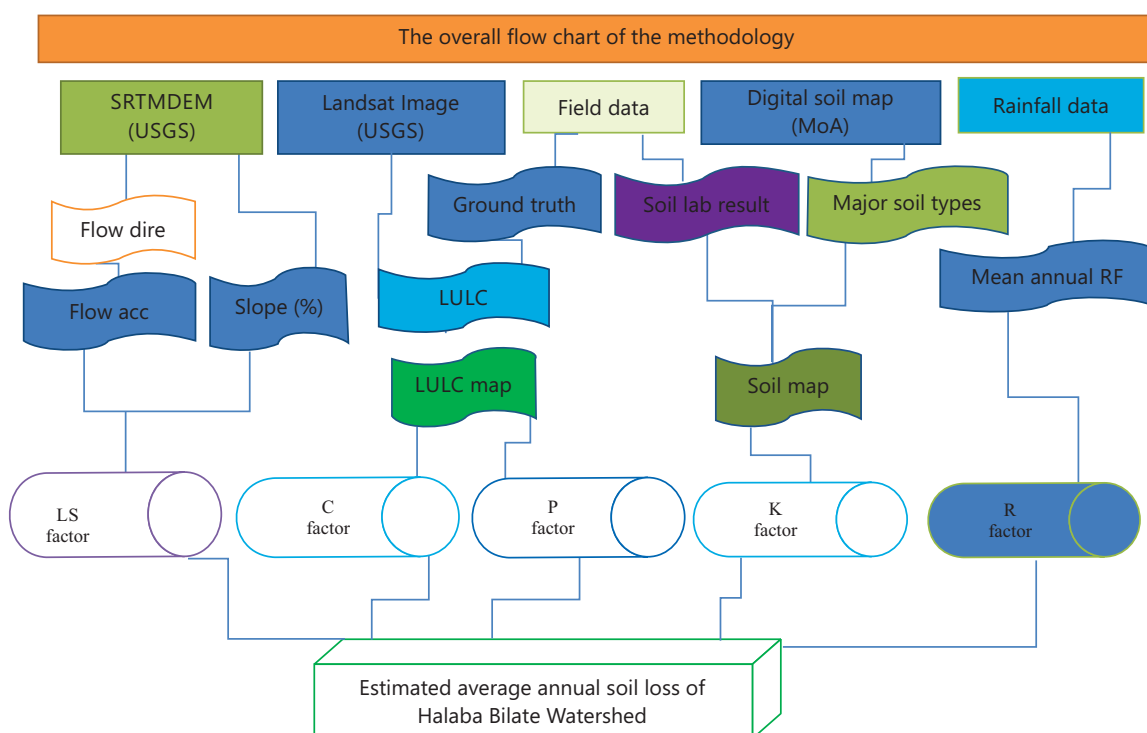 The overall flow chart of the methodology
SRTMDEM
(USGS)
Landsat Image
(USGS)
Field data
Digital soil map
(MoA)
Rainfall data
Ground truth
Soil lab result
Major soil types
Flow dire
Mean annual RF
Flow acc
Slope (%)
LULC
LULC map
Soil map
LS
factor
C
factor
P
factor
K
factor
R
factor
Estimated average annual soil loss of
Halaba Bilate Watershed